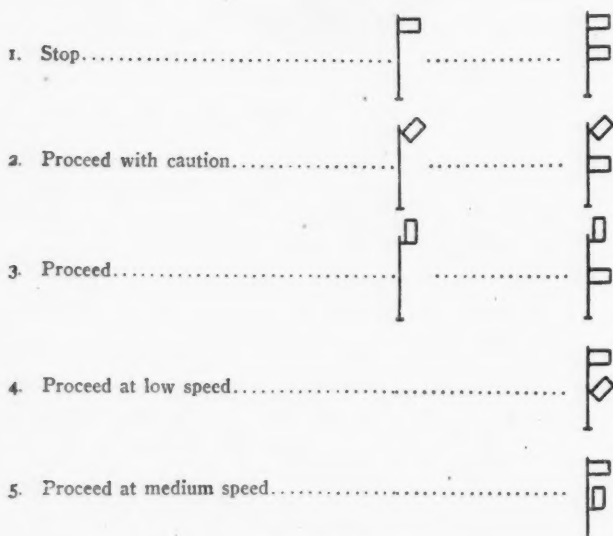 1. Stop
2. Proceed with caution
3. Proceed
4. Proceed at low speed
5. Proceed at medium speed